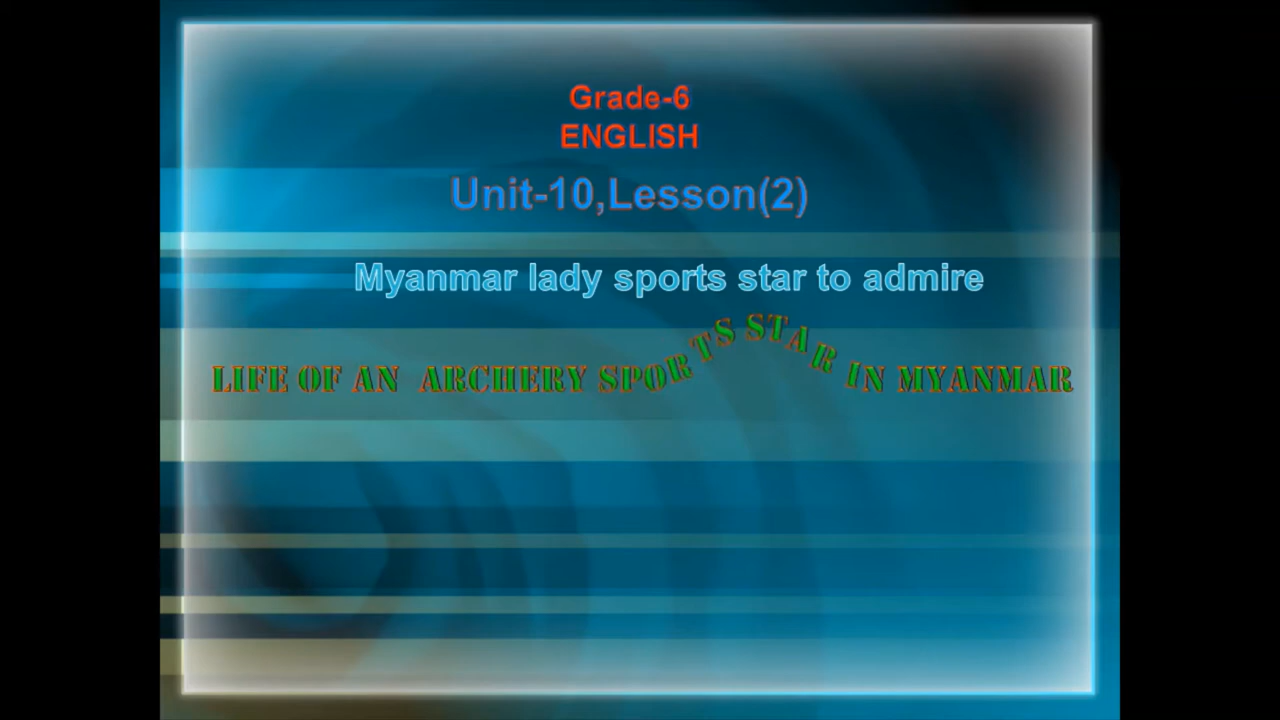 Grade-6
ENGLISH
Unit-10,Lesson(2)
Myanmar lady sports star to admire
LIFE OF AN ARCHERY SPORTS STAR IN MYANMAR